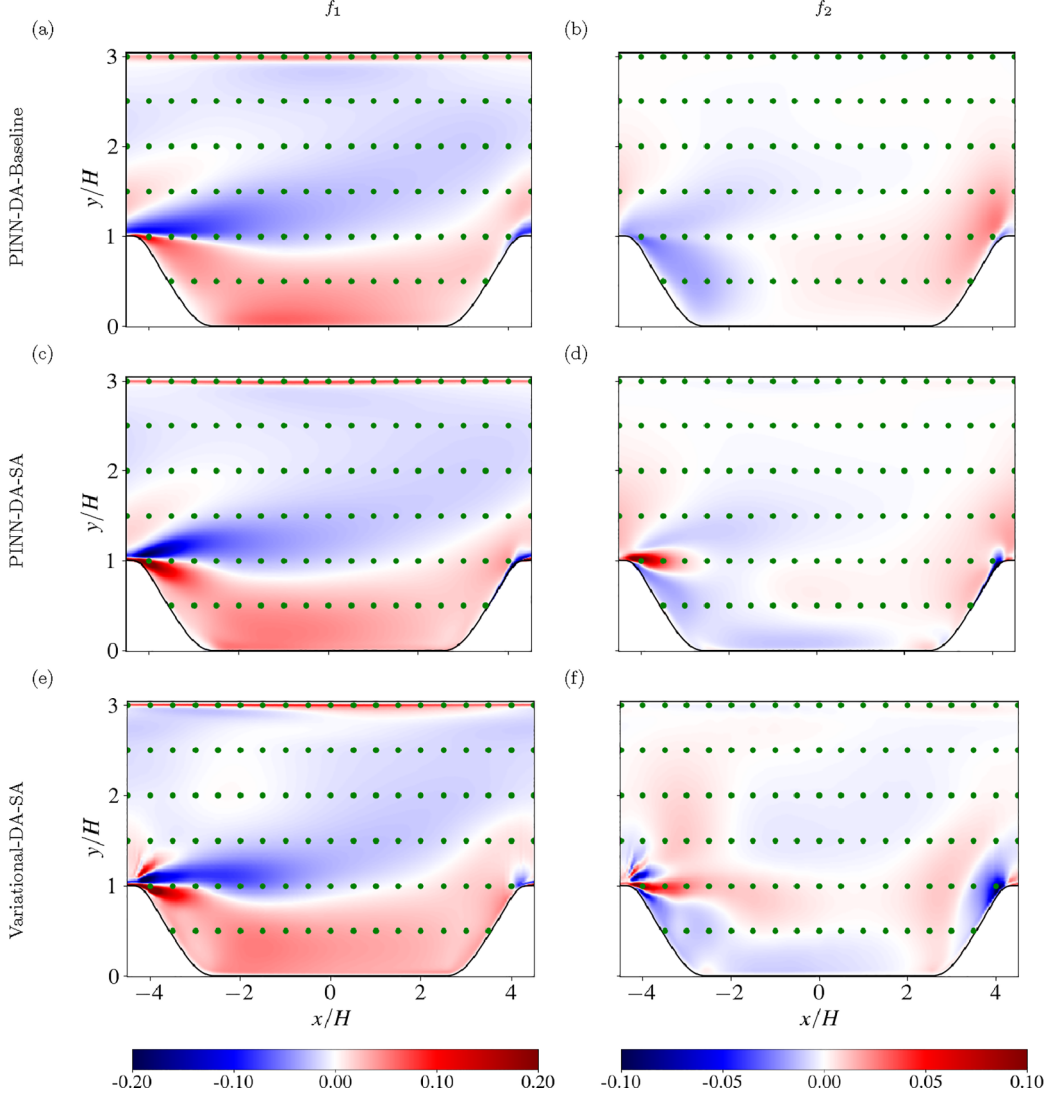 f₁
f₂
(a)
(b)
PINN-DA-Baseline
y/H
3
2
1
0
(c)
(d)
PINN-DA-SA
y/H
3
2
1
0
(e)
(f)
Variational-DA-SA
y/H
3
2
1
0
−4 −2 0 2 4
−4 −2 0 2 4
x/H
x/H
-0.20 -0.10 0.00 0.10 0.20
-0.10 -0.05 0.00 0.05 0.10